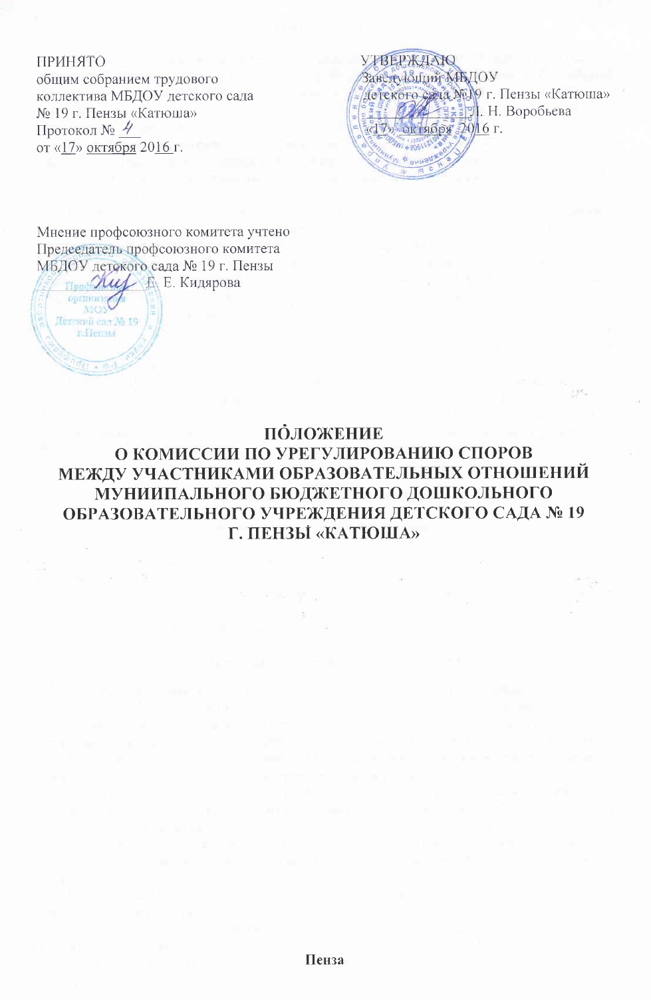 ПРИНЯТО
общим собранием трудового
коллектива МБДОУ детского сада
№ 19 г. Пензы «Катюша»
Протокол № 4
от «17» октября 2016 г.
УТВЕРЖДАЮ
Заведующий МБДОУ
детского сада №19 г. Пензы «Катюша»
Л. Н. Воробьева
«17» октября 2016 г.
Мнение профсоюзного комитета учтено
Председатель профсоюзного комитета
МБДОУ детского сада № 19 г. Пензы
Е. Е. Кидярова
организация
МОУ
Детский сад № 19
г.Пензы
ПОЛОЖЕНИЕ
О КОМИССИИ ПО УРЕГУЛИРОВАНИЮ СПОРОВ
МЕЖДУ УЧАСТНИКАМИ ОБРАЗОВАТЕЛЬНЫХ ОТНОШЕНИЙ
МУНИИПАЛЬНОГО БЮДЖЕТНОГО ДОШКОЛЬНОГО
ОБРАЗОВАТЕЛЬНОГО УЧРЕЖДЕНИЯ ДЕТСКОГО САДА № 19
Г. ПЕНЗЫ «КАТЮША»
Пенза